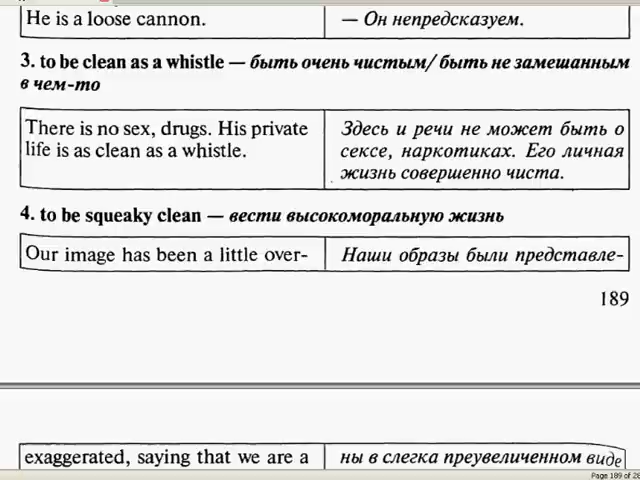 He is a loose cannon.
— Он непредсказуем.
3. to be clean as a whistle — быть очень чистым/ быть не замешанным
в чем-то
There is no sex, drugs. His private
life is as clean as a whistle.
Здесь и речи не может быть о
сексе, наркотиках. Его личная
жизнь совершенно чиста.
4. to be squeaky clean — вести высокоморальную жизнь
Our image has been a little over-
Наши образы были представле-
189
exaggerated, saying that we are a
ны в слегка преувеличенном виде
Page 189 of 28